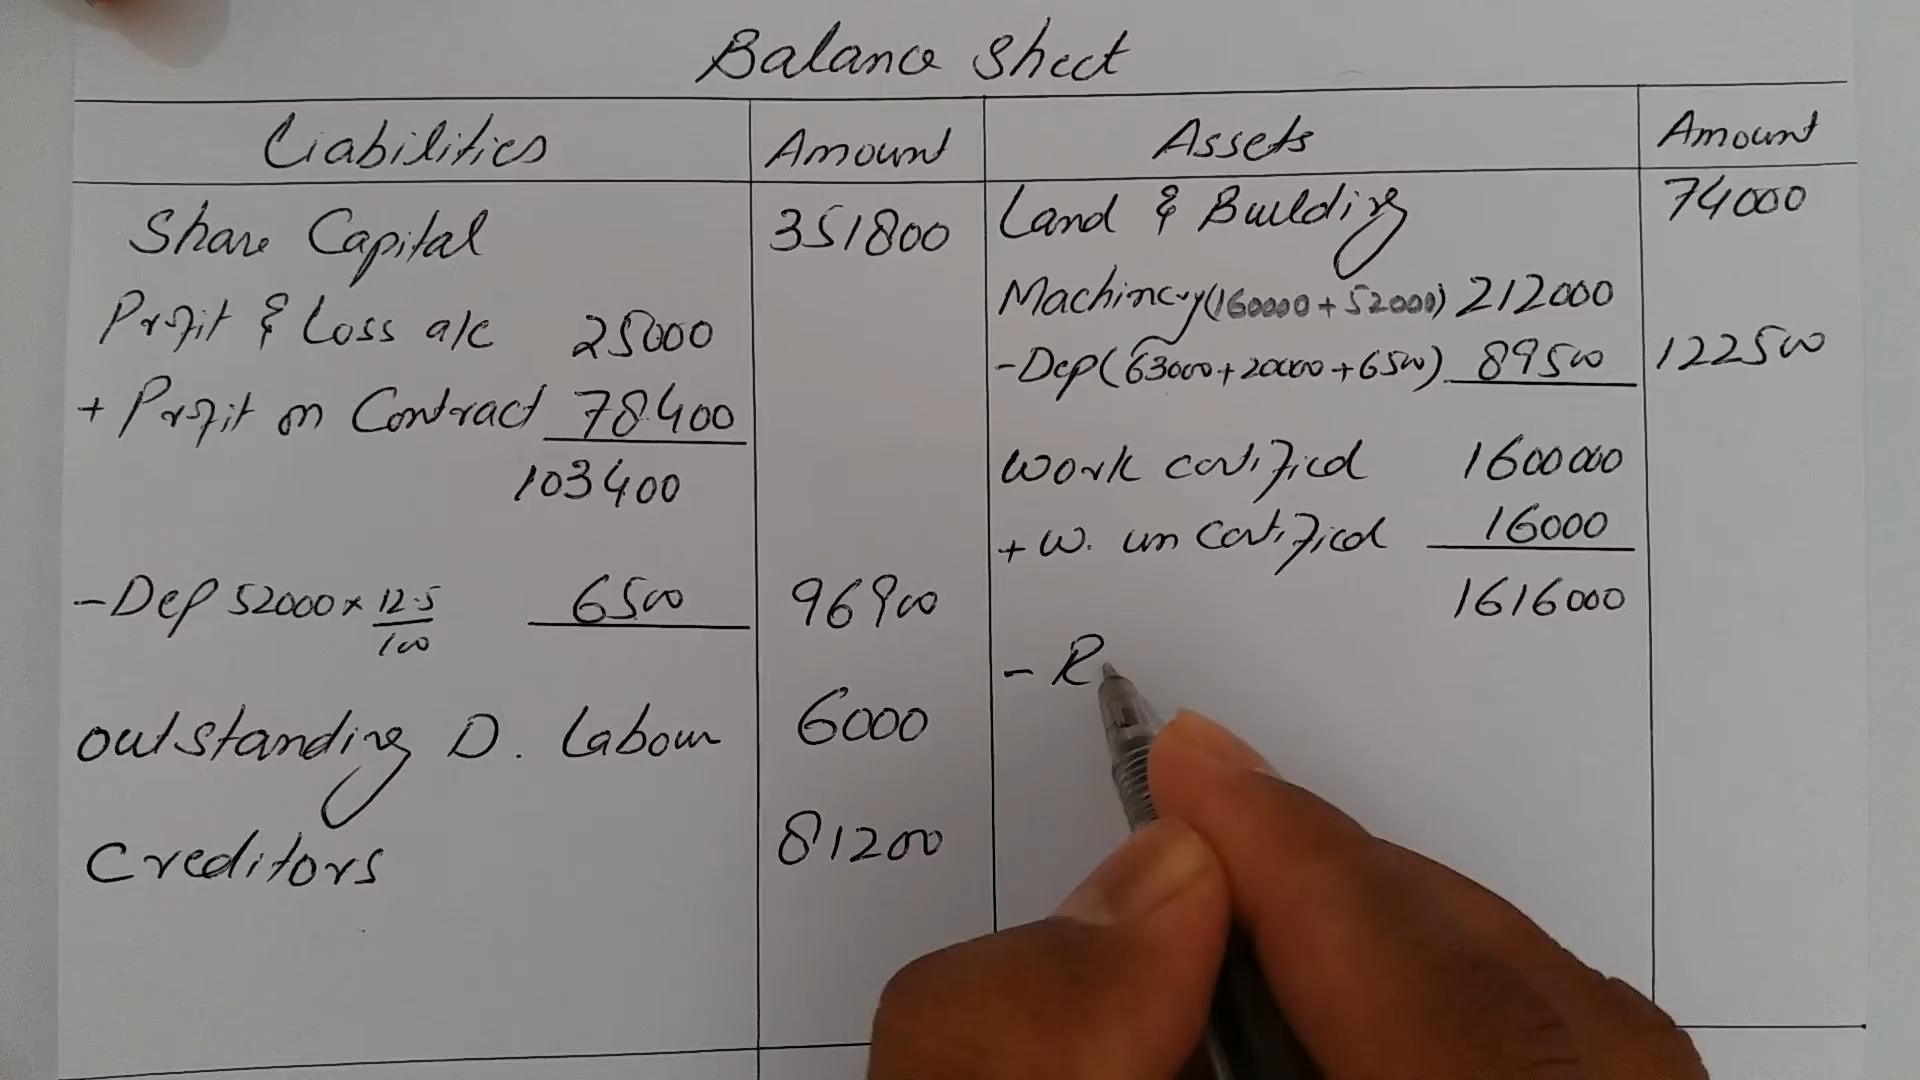 Balance Sheet
Liabilities Amount Assets Amount
Share Capital 351800
Profit & Loss a/c 25000
+ Profit on Contract 78400
103400
- Dep 52000 x 12.5/100 6500 96900
Outstanding D. Labour 6000
Creditors 81200
Land & Building 74000
Machinery (160000 + 52000) 212000
- Dep (63000 + 20000 + 6500) 89500 122500
Work certified 1600000
+ W. un certified 16000
1616000
- R